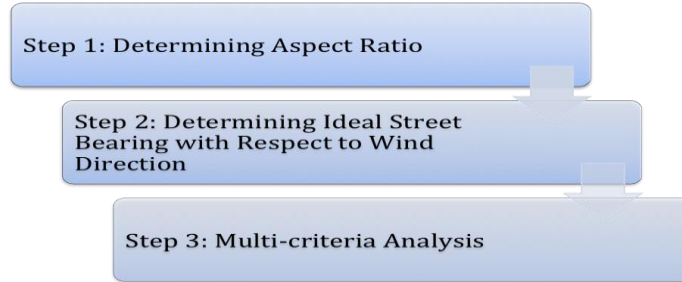 Step 1: Determining Aspect Ratio
Step 2: Determining Ideal Street
Bearing with Respect to Wind
Direction
Step 3: Multi-criteria Analysis